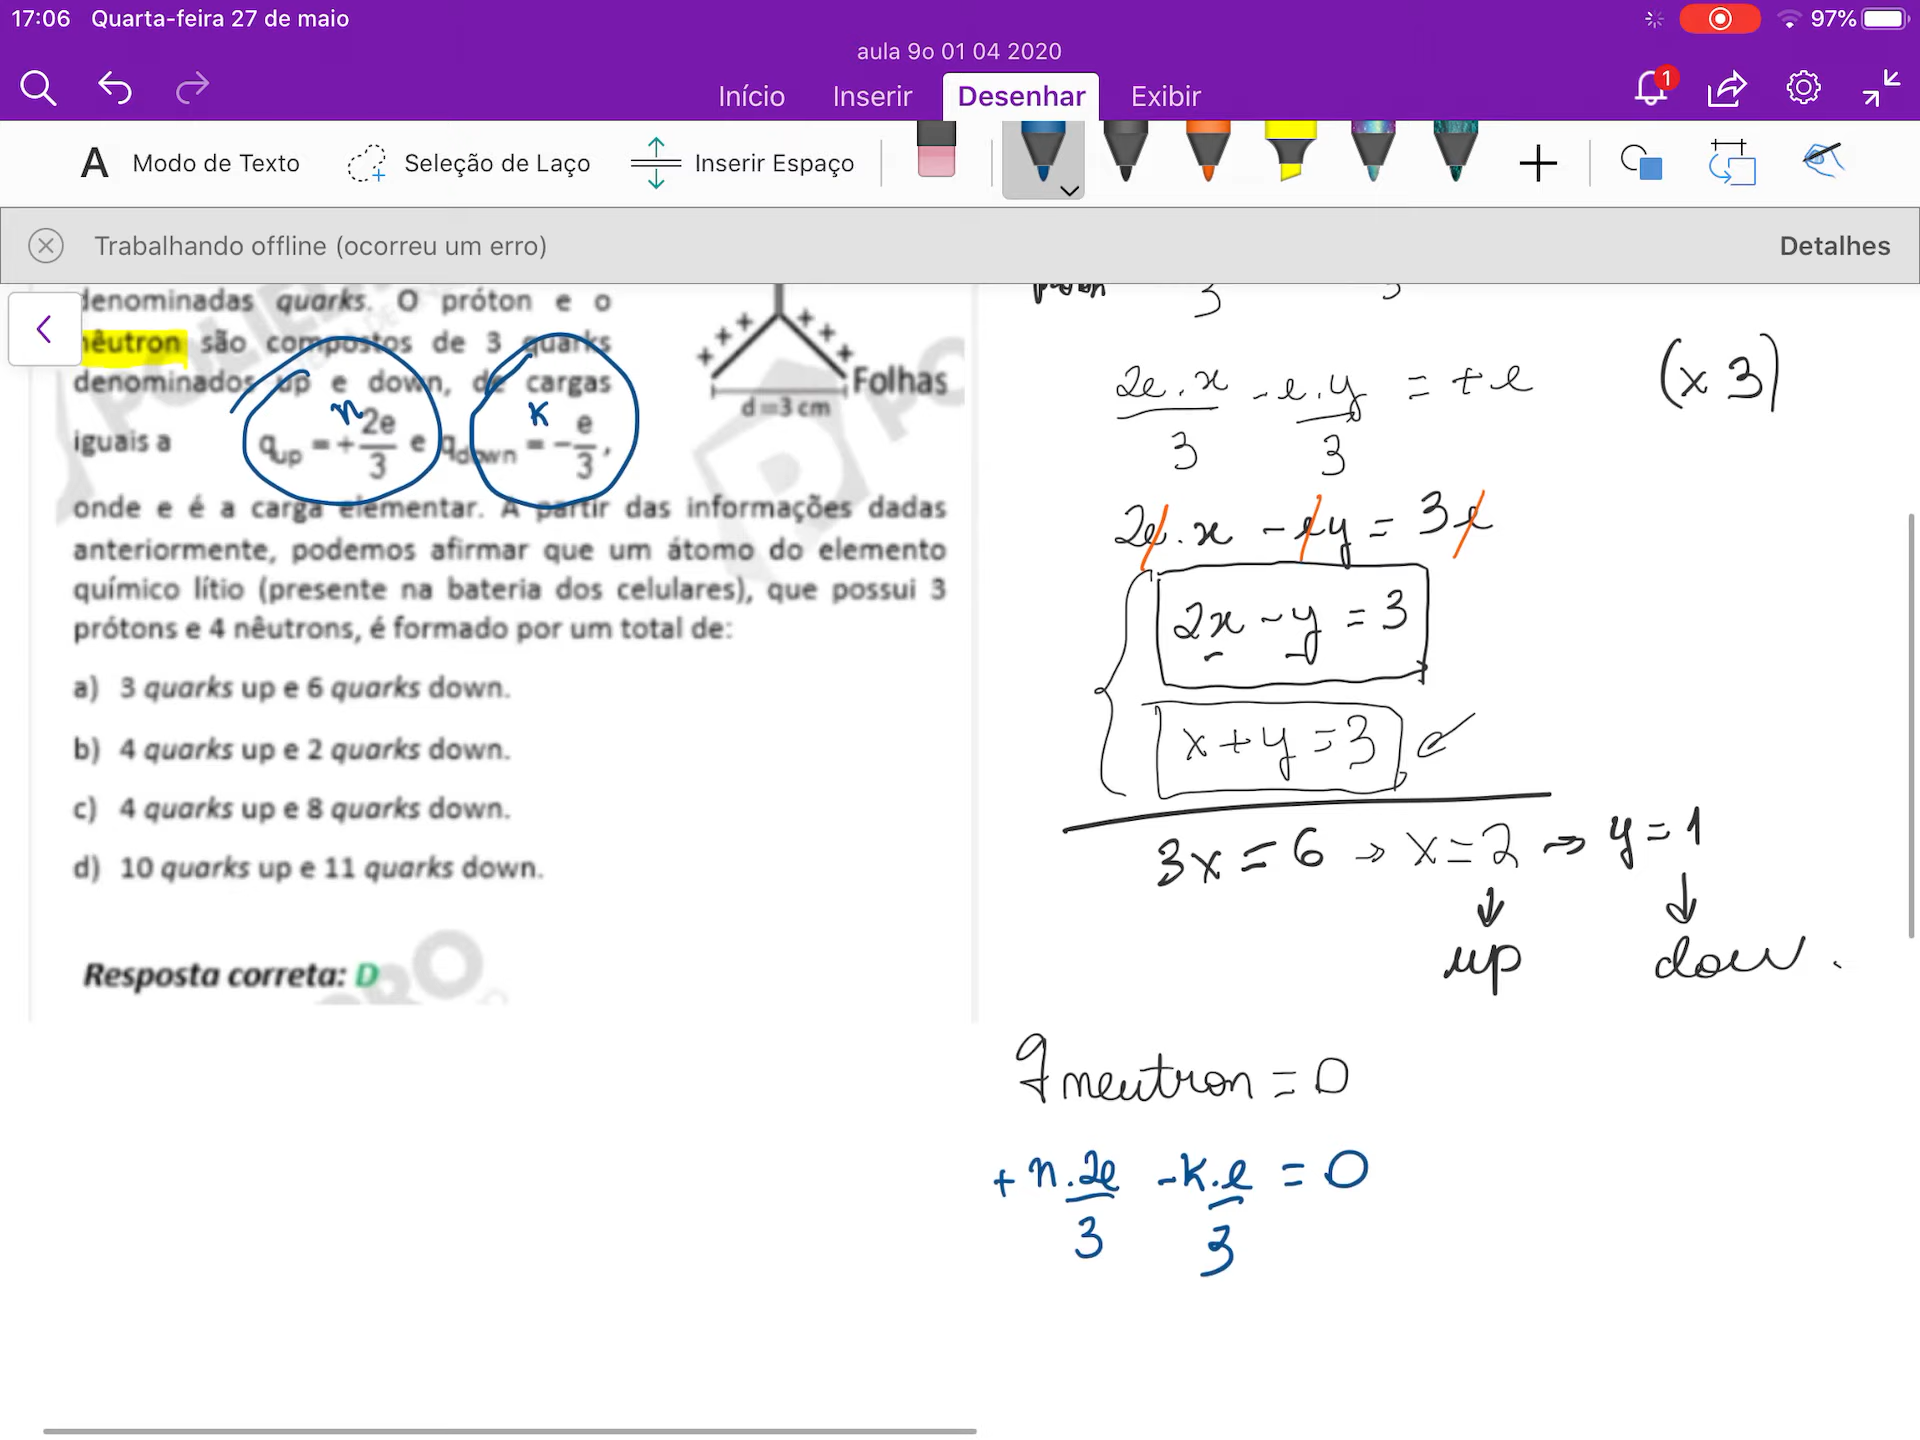 17:06 Quarta-feira 27 de maio
97%
aula 9o 01 04 2020
Início Inserir Desenhar Exibir
1
A Modo de Texto Seleção de Laço Inserir Espaço
Trabalhando offline (ocorreu um erro) Detalhes
denominadas quarks. O próton e o
nêutron são compostos de 3 quarks
denominados up e down, de cargas
iguais a q_up = +2e/3 e q_down = -e/3,
n
k
Folhas
d=3 cm
onde e é a carga elementar. A partir das informações dadas
anteriormente, podemos afirmar que um átomo do elemento
químico lítio (presente na bateria dos celulares), que possui 3
prótons e 4 nêutrons, é formado por um total de:
a) 3 quarks up e 6 quarks down.
b) 4 quarks up e 2 quarks down.
c) 4 quarks up e 8 quarks down.
d) 10 quarks up e 11 quarks down.
Resposta correta: D
3 3
2e.x/3 - e.y/3 = +e (x 3)
2e.x - ey = 3e
2x - y = 3
x + y = 3
3x = 6 → x = 2 → y = 1
↓ ↓
up dow.
q neutron = 0
+ n.2e/3 - k.e/3 = 0